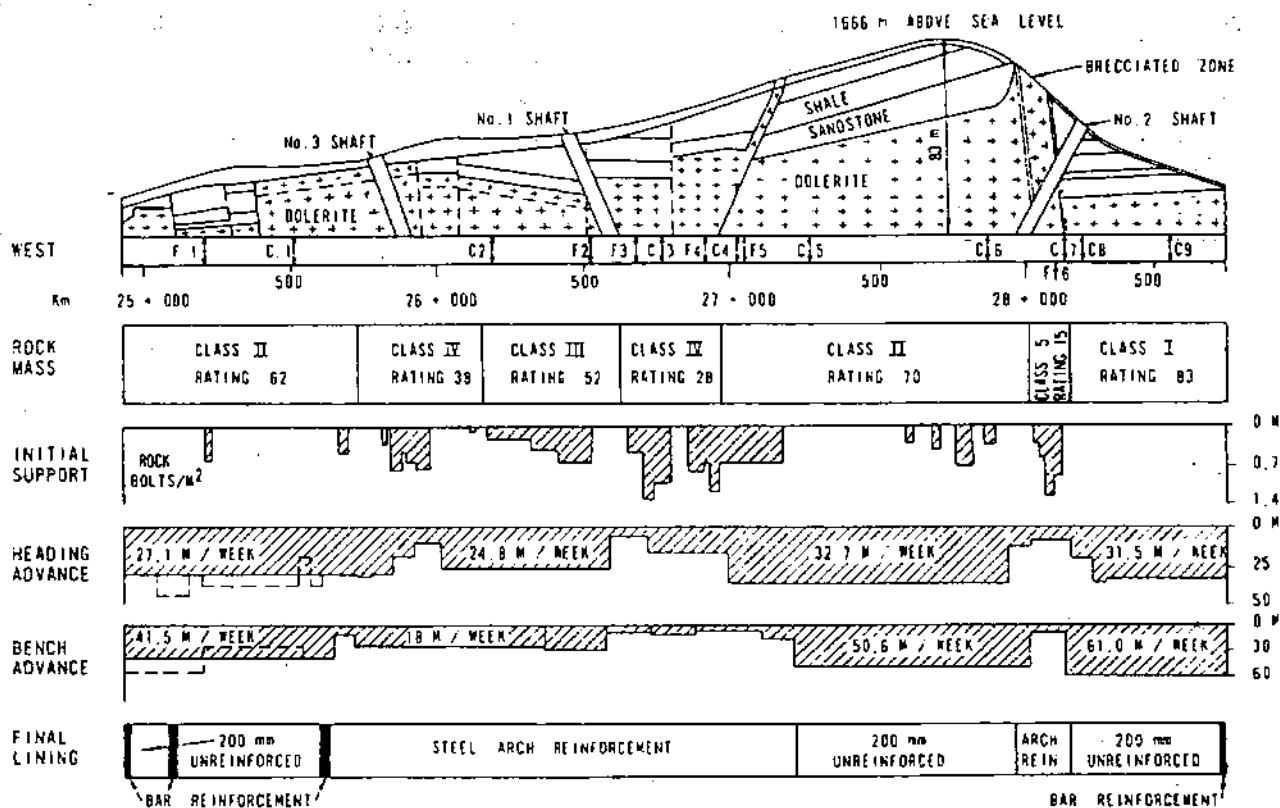 1666 m ABOVE SEA LEVEL
BRECCIATED ZONE
No. 1 SHAFT
No. 3 SHAFT
SHALE
SANDSTONE
No. 2 SHAFT
83 m
DOLERITE
DOLERITE
WEST
F 1
C 1
C2
F2
F3
C 3
F4
C4
F5
C 5
C 6
C 7
C8
C9
F 6
500
500
500
500
Km
25 + 000
26 + 000
27 + 000
28 + 000
ROCK
MASS
CLASS II
RATING 62
CLASS IV
RATING 39
CLASS III
RATING 52
CLASS IV
RATING 28
CLASS II
RATING 70
CLASS 5
RATING 15
CLASS I
RATING 83
INITIAL
SUPPORT
ROCK
BOLTS/M²
0 M
0.7
1.4
HEADING
ADVANCE
27.1 M / WEEK
24.8 M / WEEK
32.7 M / WEEK
31.5 M / WEEK
0 M
25
50
BENCH
ADVANCE
41.5 M / WEEK
18 M / WEEK
50.6 M / WEEK
61.0 M / WEEK
0 M
30
60
FINAL
LINING
200 mm
UNREINFORCED
STEEL ARCH REINFORCEMENT
200 mm
UNREINFORCED
ARCH
REIN
200 mm
UNREINFORCED
BAR REINFORCEMENT
BAR REINFORCEMENT